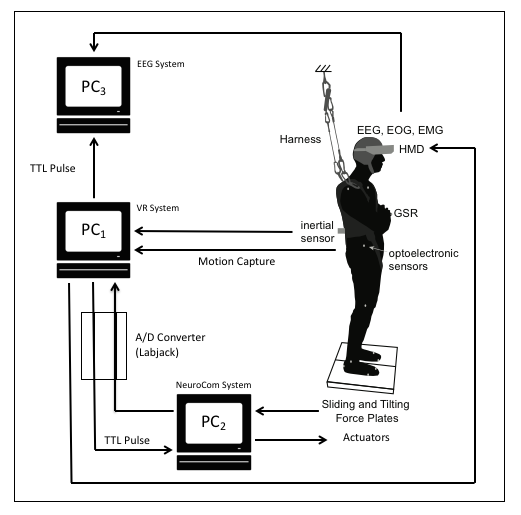 EEG System
PC3
EEG, EOG, EMG
Harness
HMD
TTL Pulse
VR System
GSR
PC1
inertial
sensor
optoelectronic
sensors
Motion Capture
A/D Converter
(Labjack)
NeuroCom System
Sliding and Tilting
Force Plates
PC2
TTL Pulse
Actuators